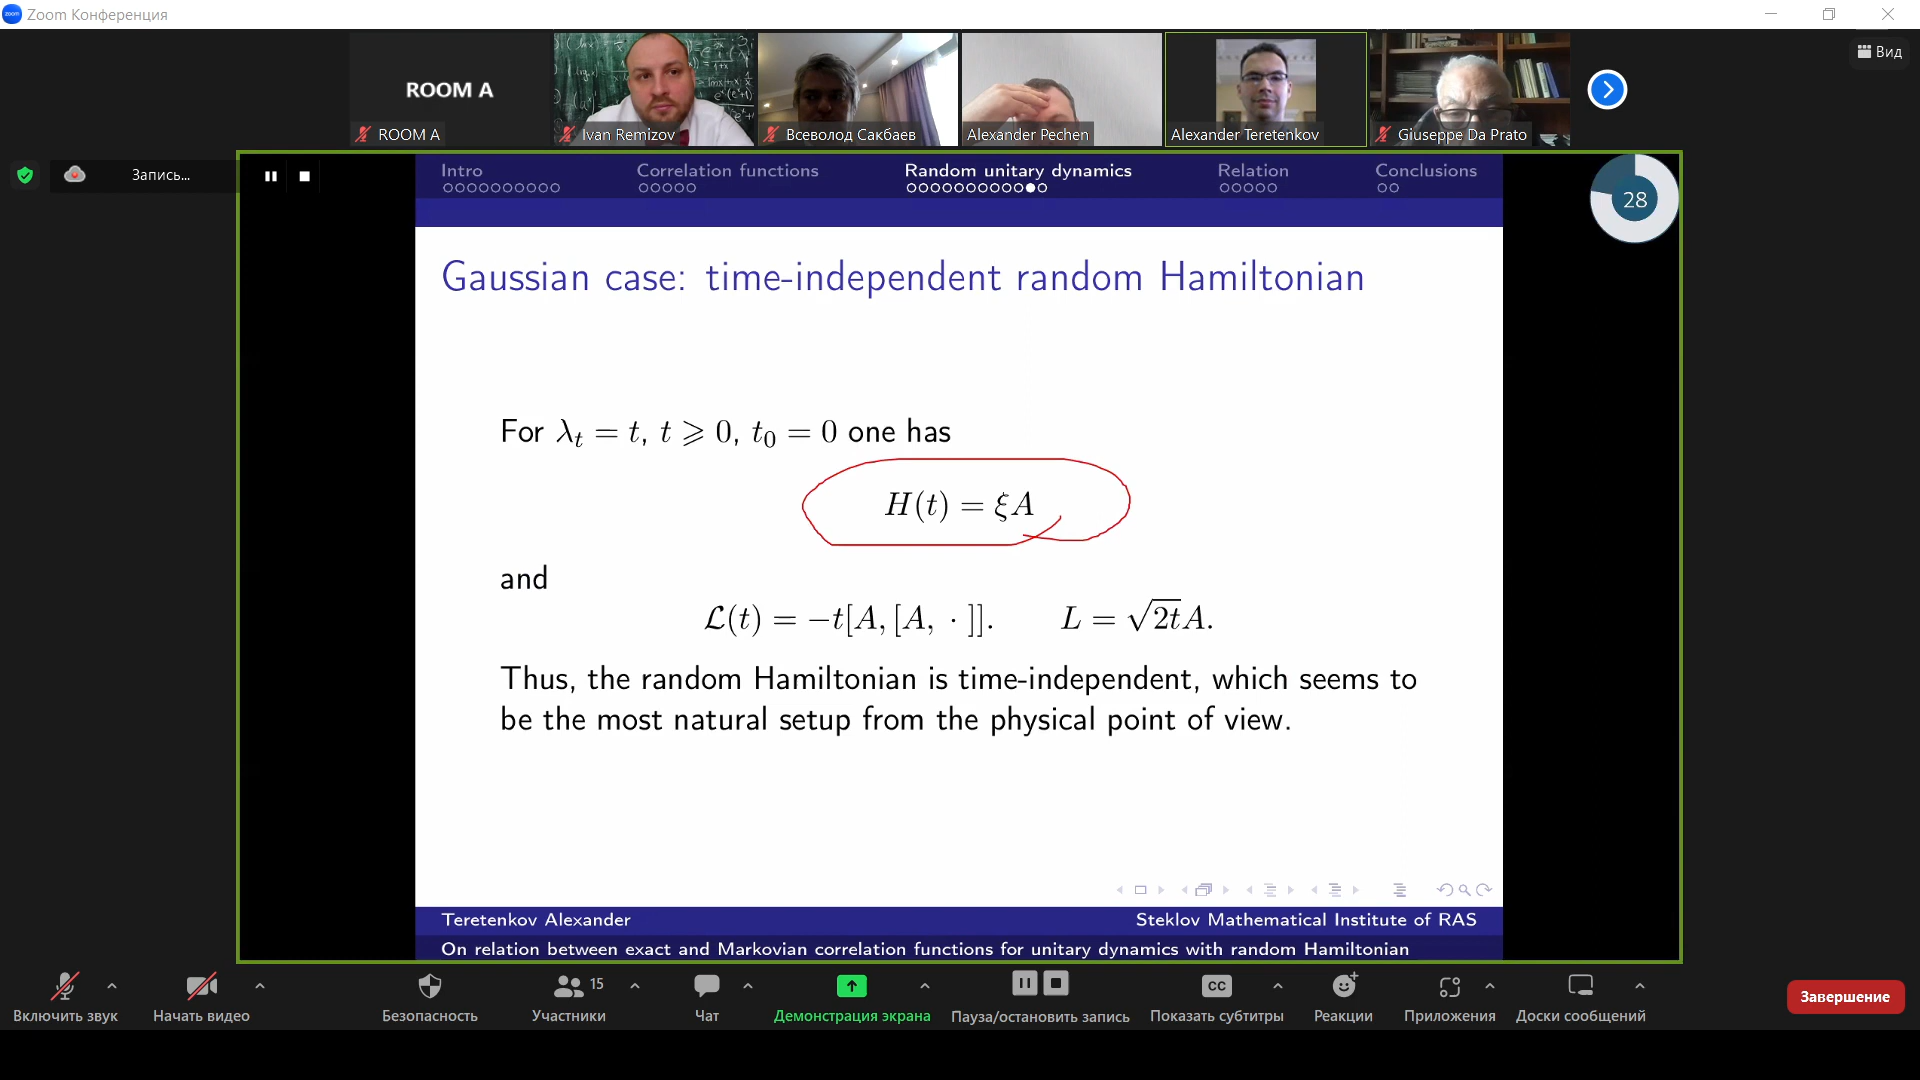 Zoom Конференция
ROOM A
ROOM A
Ivan Remizov
Всеволод Сакбаев
Alexander Pechen
Alexander Teretenkov
Giuseppe Da Prato
Вид
Запись...
Intro
Correlation functions
Random unitary dynamics
Relation
Conclusions
28
Gaussian case: time-independent random Hamiltonian
For λ_t = t, t ⩾ 0, t_0 = 0 one has
H(t) = ξA
and
ℒ(t) = −t[A, [A, · ]]. L = √2t A.
Thus, the random Hamiltonian is time-independent, which seems to
be the most natural setup from the physical point of view.
Teretenkov Alexander
Steklov Mathematical Institute of RAS
On relation between exact and Markovian correlation functions for unitary dynamics with random Hamiltonian
Включить звук
Начать видео
Безопасность
Участники
15
Чат
Демонстрация экрана
Пауза/остановить запись
CC
Показать субтитры
Реакции
Приложения
Доски сообщений
Завершение